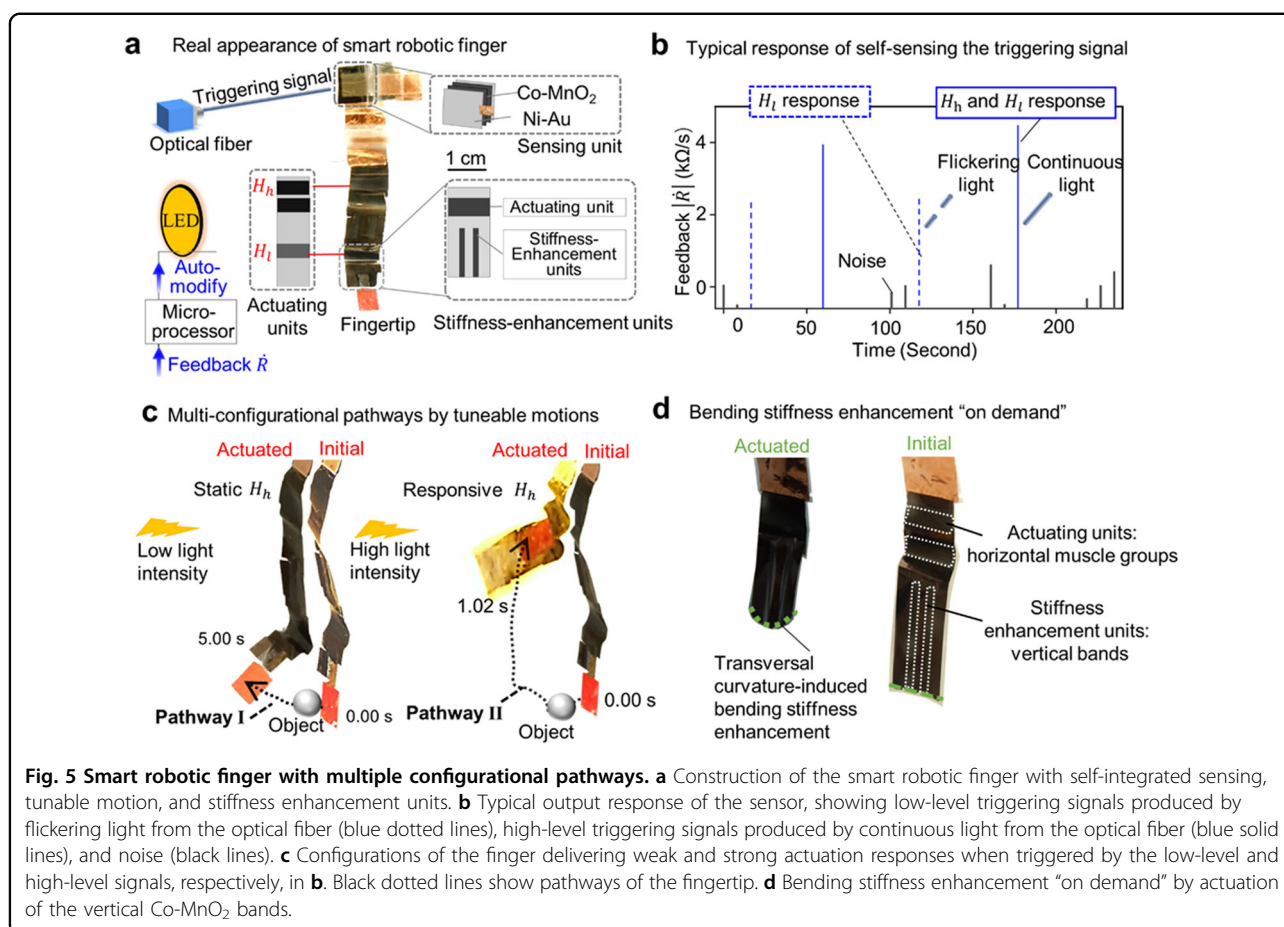 a Real appearance of smart robotic finger
Triggering signal
Optical fiber
Co-MnO₂
Ni-Au
Sensing unit
1 cm
H_h
H_l
Actuating unit
Stiffness-
Enhancement
units
LED
Auto-
modify
Micro-
processor
Feedback Ṙ
Actuating
units
Fingertip
Stiffness-enhancement units
b Typical response of self-sensing the triggering signal
H_l response
H_h and H_l response
Flickering
light
Continuous
light
Noise
Feedback |Ṙ| (kΩ/s)
4
2
0
0 50 100 150 200
Time (Second)
c Multi-configurational pathways by tuneable motions
Actuated Initial
Static H_h
Low light
intensity
5.00 s
Pathway I
Object
0.00 s
Actuated Initial
Responsive H_h
High light
intensity
1.02 s
Pathway II
Object
0.00 s
d Bending stiffness enhancement “on demand”
Actuated
Initial
Actuating units:
horizontal muscle groups
Stiffness
enhancement units:
vertical bands
Transversal
curvature-induced
bending stiffness
enhancement
Fig. 5 Smart robotic finger with multiple configurational pathways. a Construction of the smart robotic finger with self-integrated sensing,
tunable motion, and stiffness enhancement units. b Typical output response of the sensor, showing low-level triggering signals produced by
flickering light from the optical fiber (blue dotted lines), high-level triggering signals produced by continuous light from the optical fiber (blue solid
lines), and noise (black lines). c Configurations of the finger delivering weak and strong actuation responses when triggered by the low-level and
high-level signals, respectively, in b. Black dotted lines show pathways of the fingertip. d Bending stiffness enhancement “on demand” by actuation
of the vertical Co-MnO₂ bands.